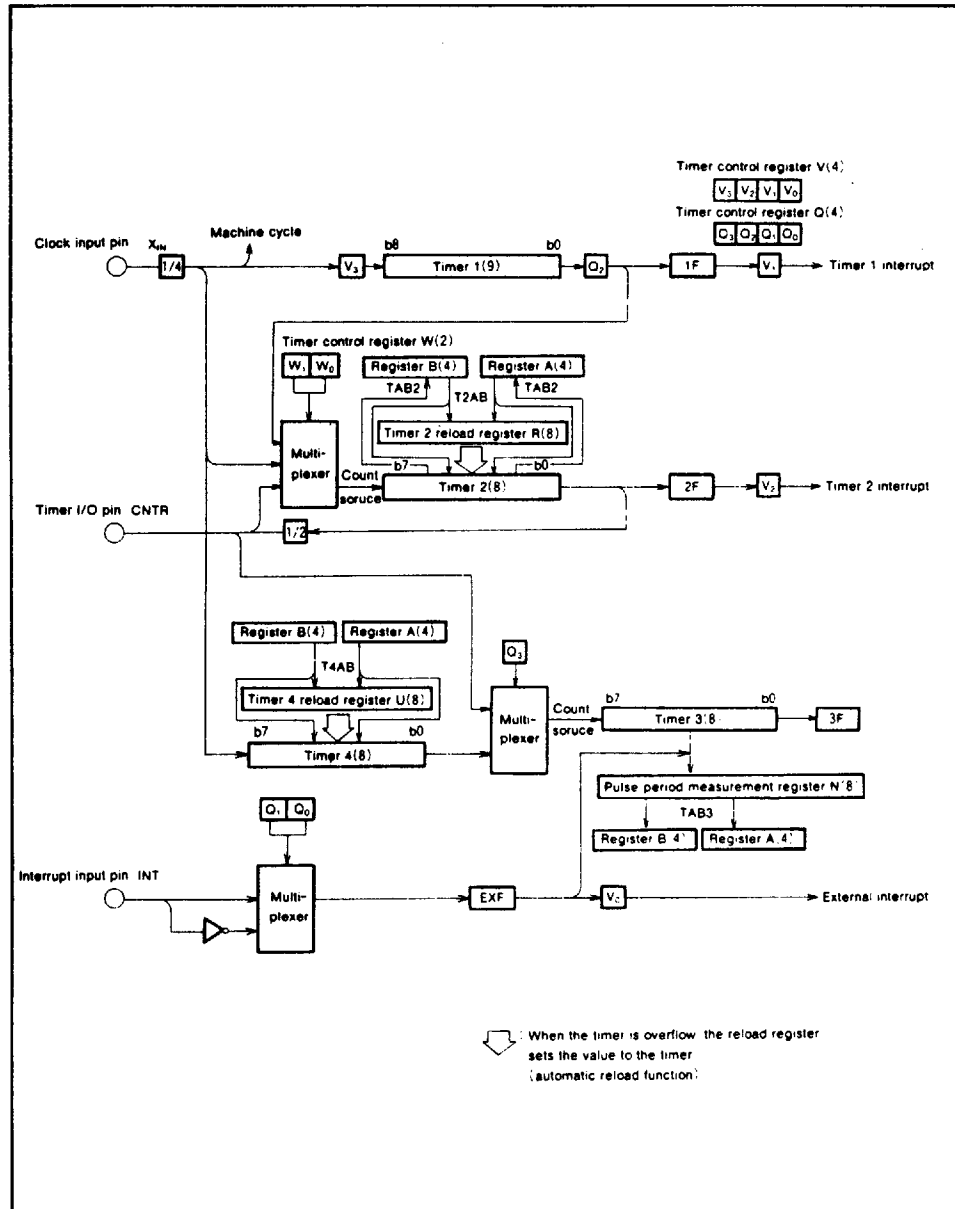 Timer control register V(4)
V₃ V₂ V₁ V₀
Timer control register Q(4)
Q₃ Q₂ Q₁ Q₀
Machine cycle
Clock input pin
X_IN
1/4
V₃
b8
b0
Timer 1(9)
Q₂
1F
V₁
Timer 1 interrupt
Timer control register W(2)
W₁ W₀
Register B(4)
Register A(4)
TAB2
T2AB
TAB2
Timer 2 reload register R(8)
Multi-
plexer
b7
b0
Count
soruce
Timer 2(8)
2F
V₂
Timer 2 interrupt
Timer I/O pin CNTR
1/2
Register B(4)
Register A(4)
T4AB
Timer 4 reload register U(8)
b7
b0
Timer 4(8)
Q₃
Multi-
plexer
Count
soruce
b7
b0
Timer 3(8
3F
Pulse period measurement register N(8)
TAB3
Register B(4)
Register A(4)
Q₁ Q₀
Interrupt input pin INT
Multi-
plexer
EXF
V₀
External interrupt
: When the timer is overflow the reload register
sets the value to the timer
(automatic reload function)